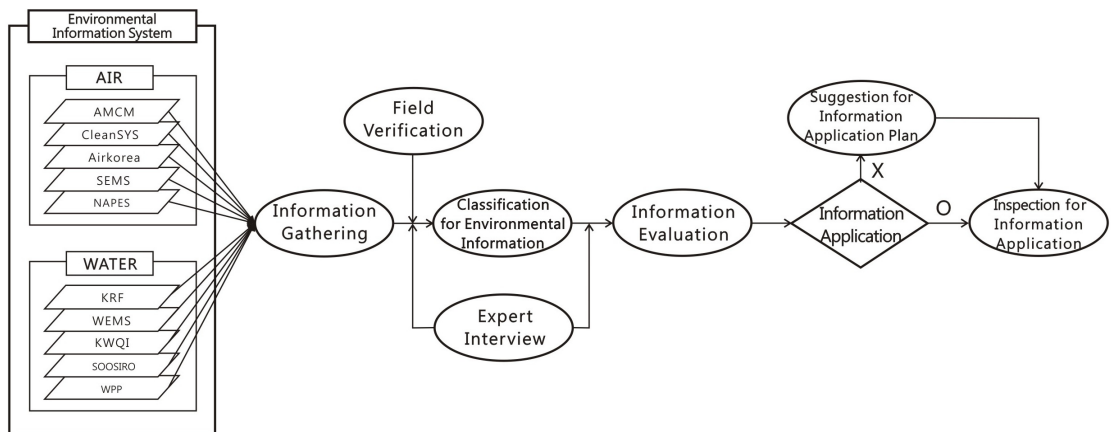 Environmental
Information System
AIR
AMCM
CleanSYS
Airkorea
SEMS
NAPES
WATER
KRF
WEMS
KWQI
SOOSIRO
WPP
Information
Gathering
Field
Verification
Classification
for Environmental
Information
Expert
Interview
Information
Evaluation
Suggestion for
Information
Application Plan
X
Information
Application
O
Inspection for
Information
Application